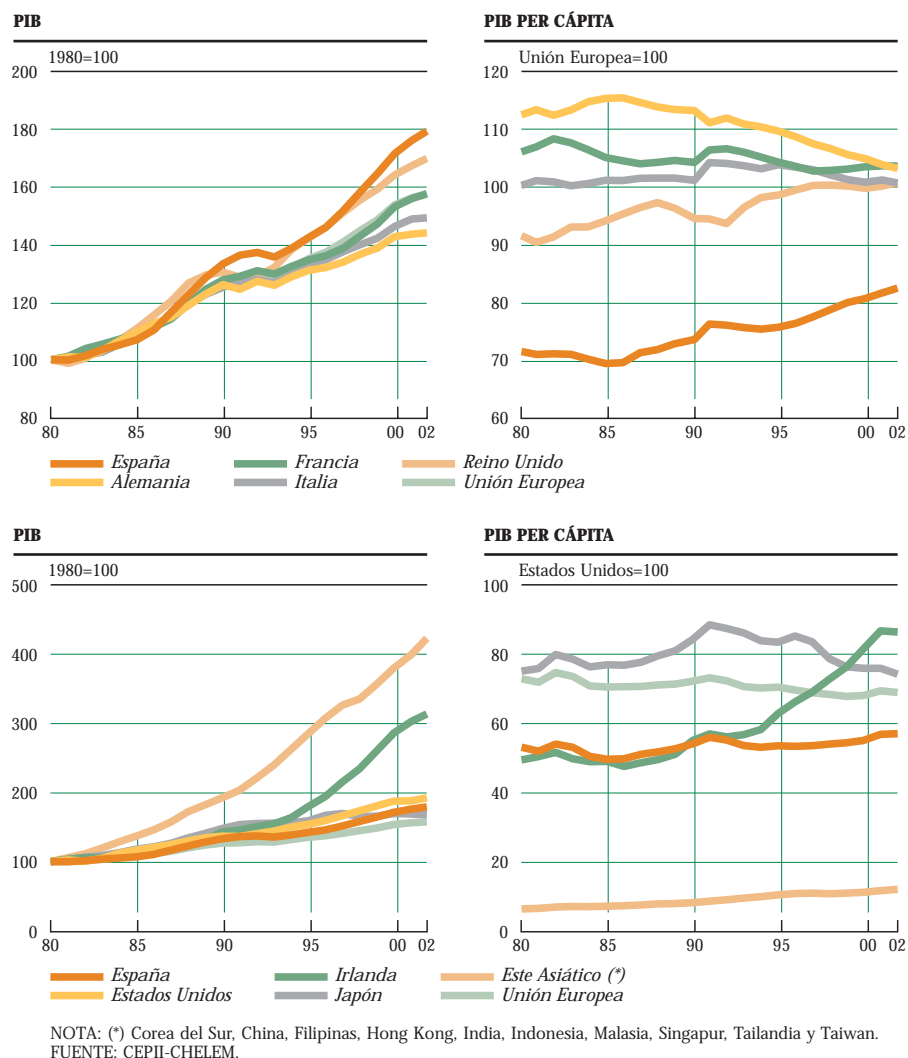 PIB
1980=100
200
180
160
140
120
100
80
80 85 90 95 00 02
PIB PER CÁPITA
Unión Europea=100
120
110
100
90
80
70
60
80 85 90 95 00 02
España Francia Reino Unido
Alemania Italia Unión Europea
PIB
1980=100
500
400
300
200
100
0
80 85 90 95 00 02
PIB PER CÁPITA
Estados Unidos=100
100
80
60
40
20
0
80 85 90 95 00 02
España Irlanda Este Asiático (*)
Estados Unidos Japón Unión Europea
NOTA: (*) Corea del Sur, China, Filipinas, Hong Kong, India, Indonesia, Malasia, Singapur, Tailandia y Taiwan.
FUENTE: CEPII-CHELEM.